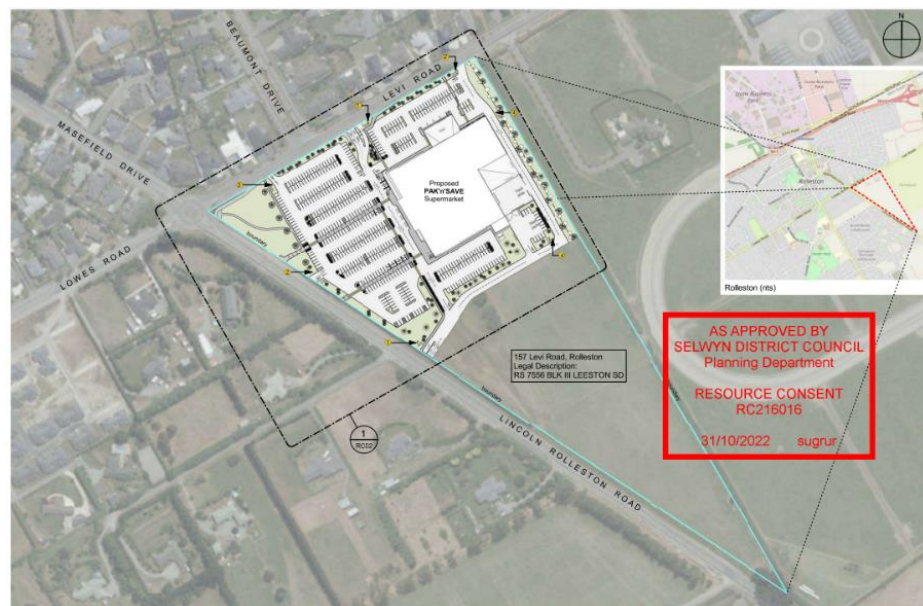 BEAUMONT DRIVE
LEVI ROAD
MASEFIELD DRIVE
LOWES ROAD
Proposed
PAK'n'SAVE
Supermarket
boundary
Rolleston
Rolleston (nts)
157 Levi Road, Rolleston
Legal Description:
RS 7556 BLK III LEESTON SD
AS APPROVED BY
SELWYN DISTRICT COUNCIL
Planning Department
RESOURCE CONSENT
RC216016
31/10/2022 sugrur
boundary
boundary
1
RC02
LINCOLN ROLLESTON ROAD